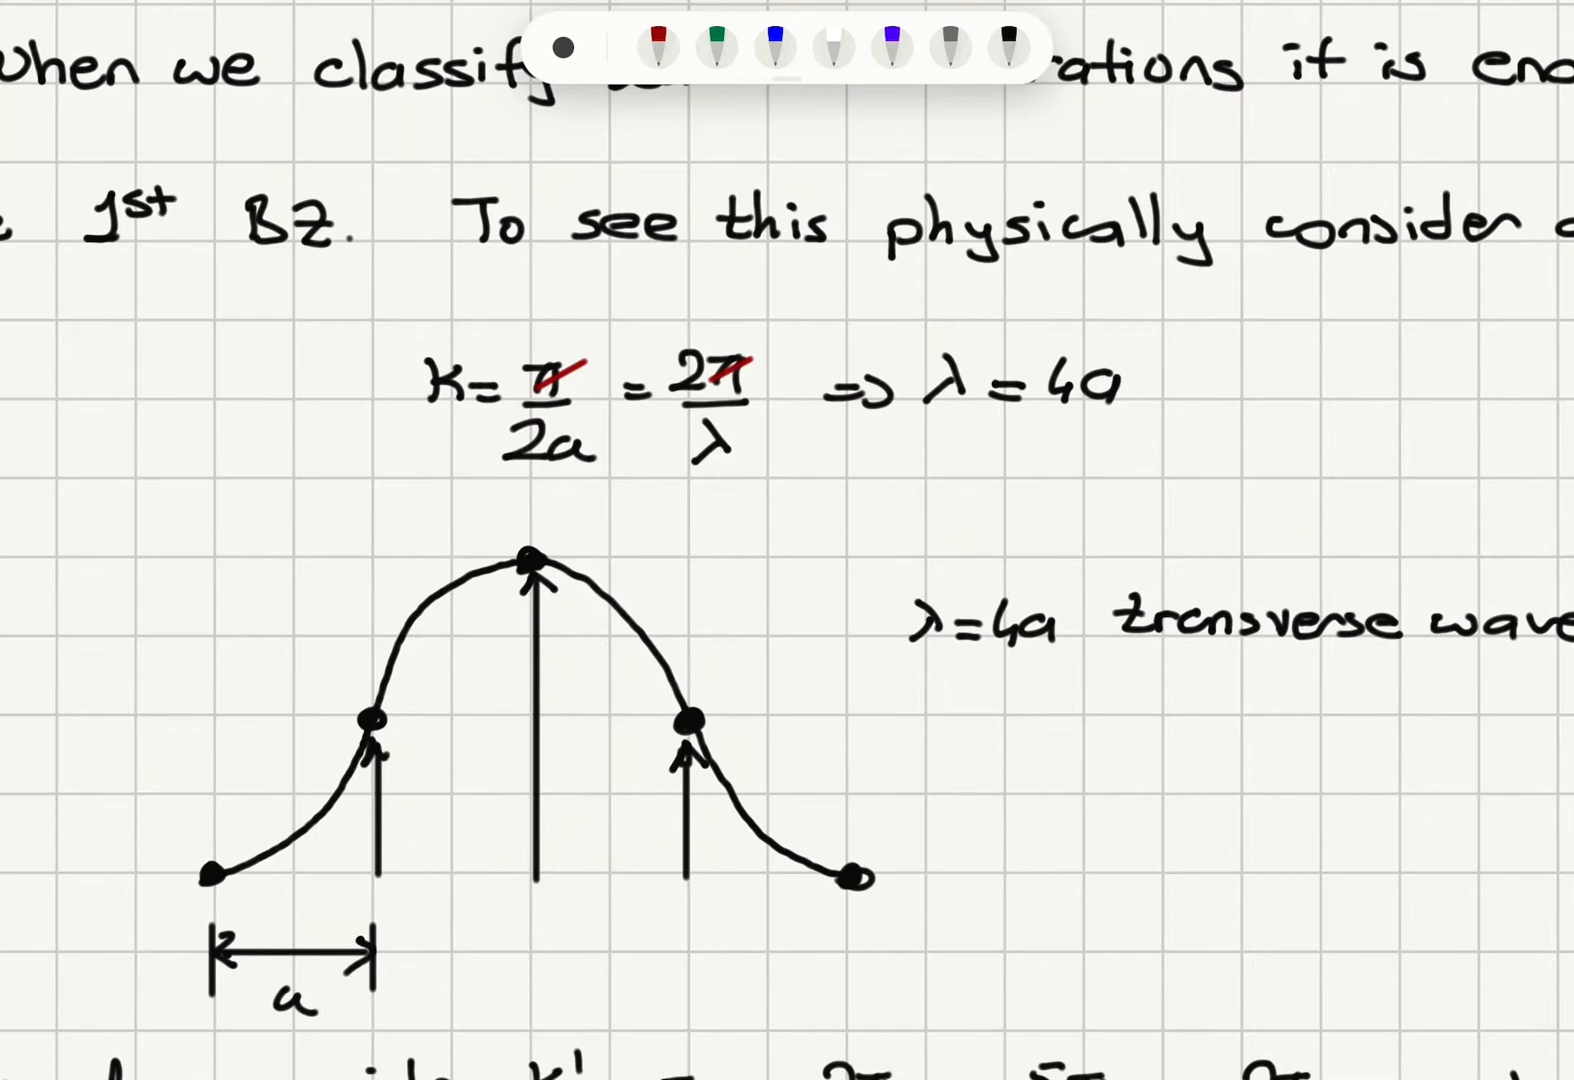 when we classify rations it is eno
1st BZ. To see this physically consider
K = π/2a = 2π/λ => λ = 4a
λ=4a transverse wave
a